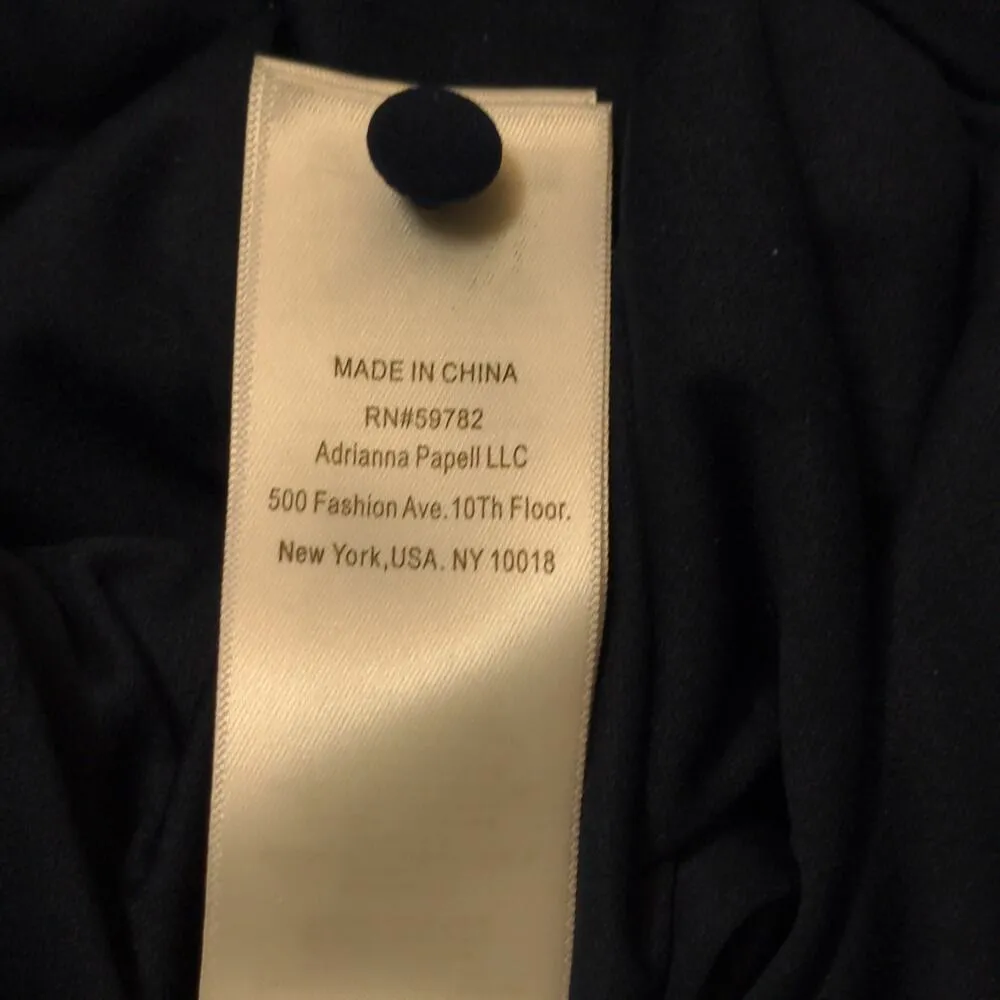 MADE IN CHINA
RN#59782
Adrianna Papell LLC
500 Fashion Ave.10Th Floor.
New York,USA. NY 10018